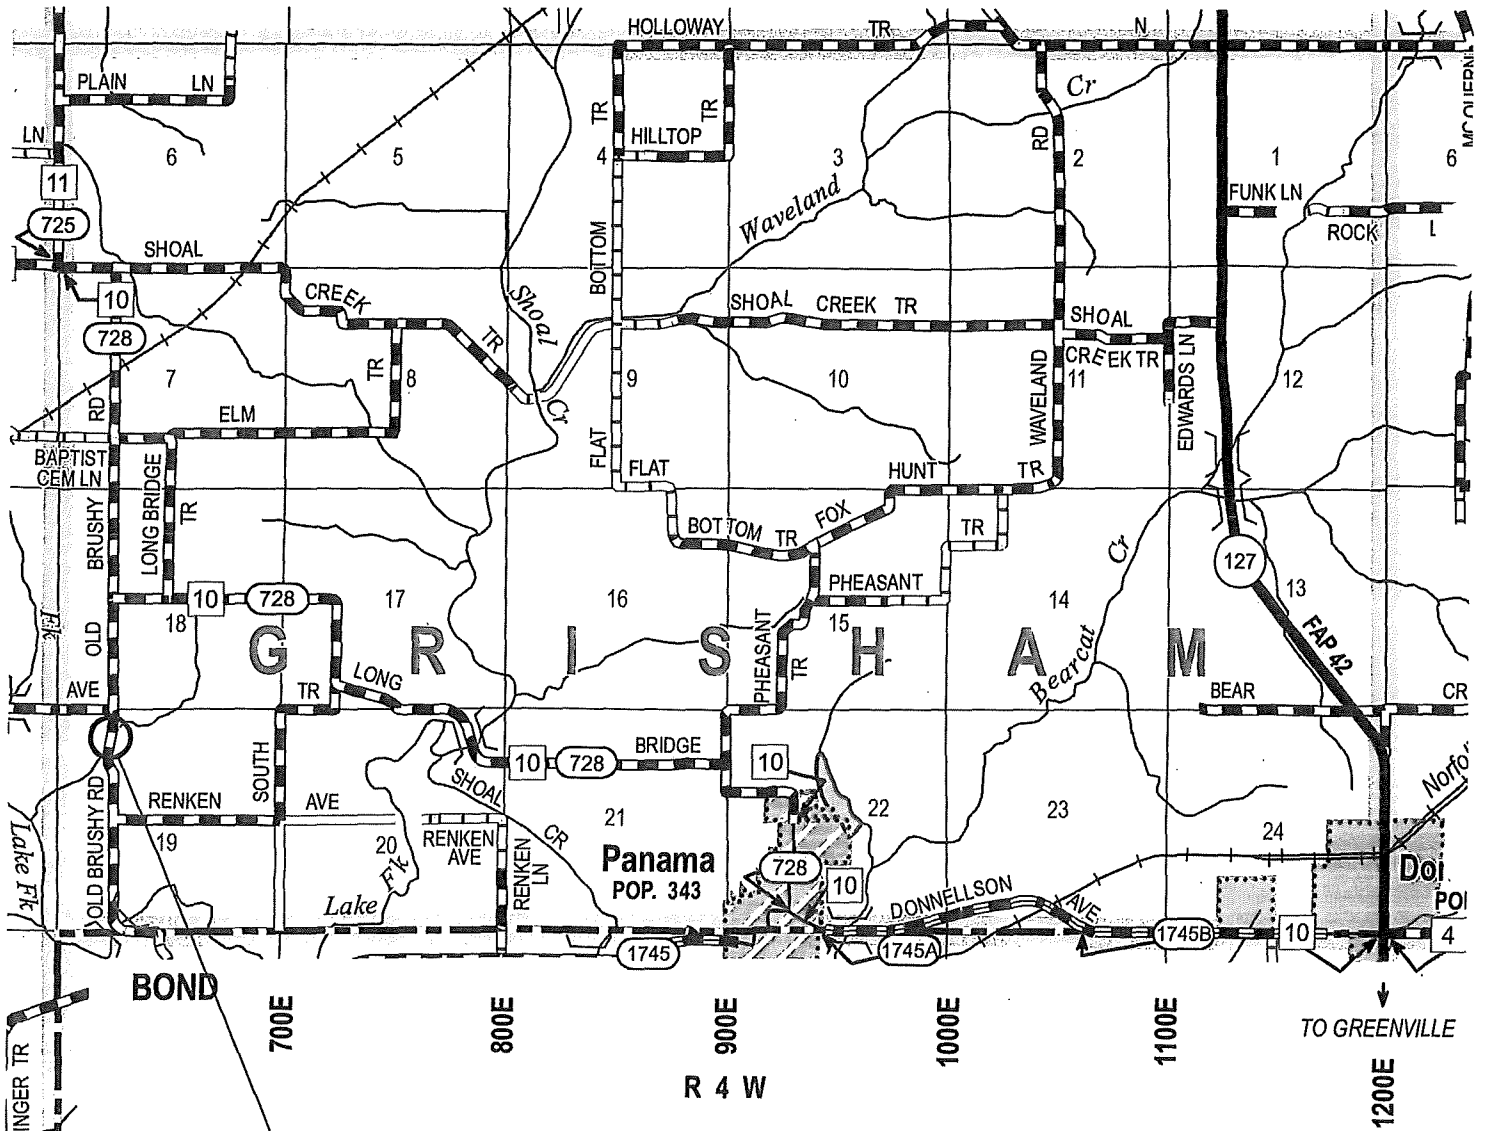 HOLLOWAY TR N
PLAIN LN
TR
TR
HILLTOP
Cr
RD
LN
6
5
4
3
2
1
6
11
FUNK LN
725
Waveland
ROCK
SHOAL
BOTTOM
10
CREEK
Shoal
SHOAL CREEK TR
SHOAL
728
TR
CREEK TR
EDWARDS LN
7
TR
8
9
10
WAVELAND
11
12
RD
ELM
Cr
BAPTIST
CEM LN
FLAT
FLAT
HUNT TR
LONG BRIDGE
TR
BRUSHY
BOTTOM TR
FOX
TR
Cr
127
PHEASANT
10
728
17
16
15
14
13
18
Fk
OLD
G R I S H A M
PHEASANT
TR
Bearcat
FAP 42
AVE
TR
LONG
BEAR
CR
SOUTH
10
728
BRIDGE
10
SHOAL
CR
RENKEN AVE
OLD BRUSHY RD
19
20
RENKEN
AVE
21
22
23
24
Lake Fk
Panama
POP. 343
728
10
RENKEN
LN
Lake
Fk
DONNELLSON
AVE
1745
1745A
1745B
10
4
BOND
700E
800E
900E
1000E
1100E
1200E
TO GREENVILLE
R 4 W
INGER TR